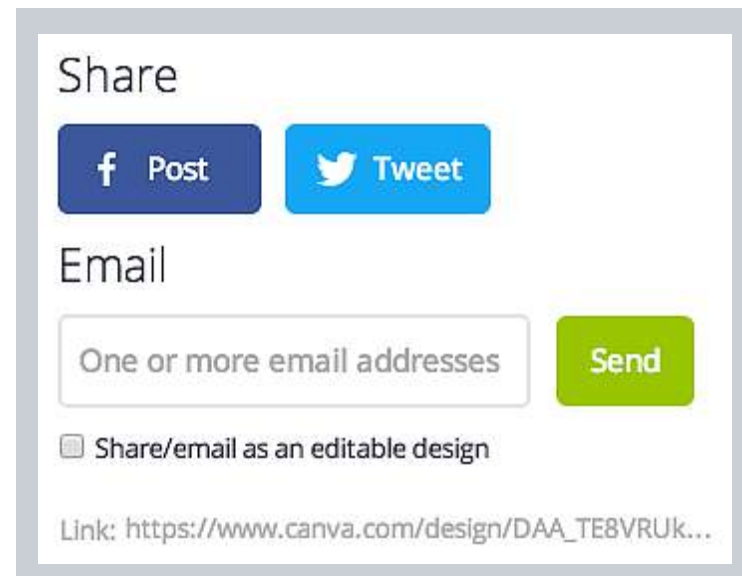 Share
f Post Tweet
Email
One or more email addresses Send
Share/email as an editable design
Link: https://www.canva.com/design/DAA_TE8VRUk...